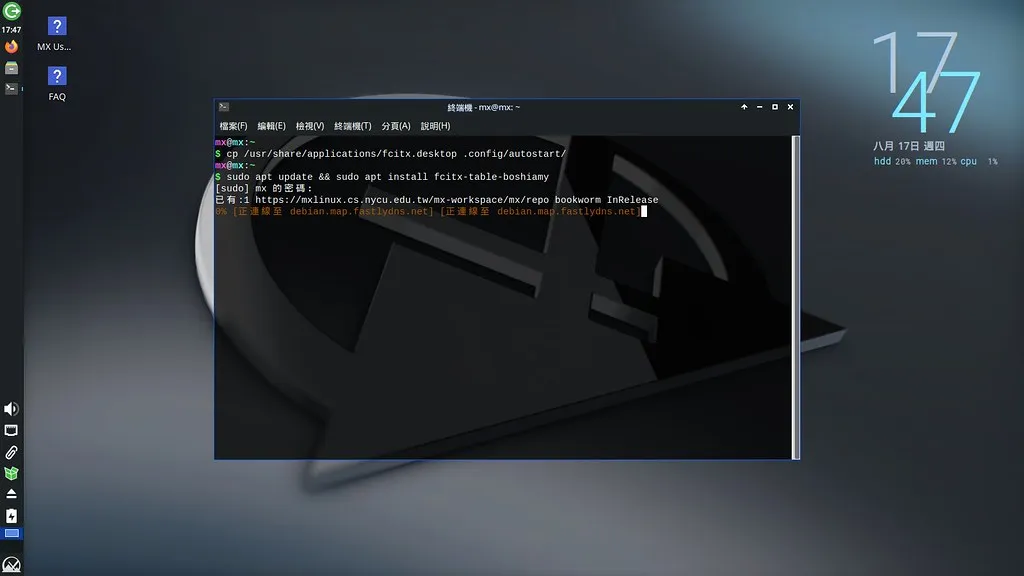 17:47
MX Us...
FAQ
17
47
八月 17日 週四
hdd 20% mem 12% cpu 1%
終端機 - mx@mx: ~
檔案(F) 編輯(E) 檢視(V) 終端機(T) 分頁(A) 說明(H)
mx@mx:~
$ cp /usr/share/applications/fcitx.desktop .config/autostart/
mx@mx:~
$ sudo apt update && sudo apt install fcitx-table-boshiamy
[sudo] mx 的密碼:
已有:1 https://mxlinux.cs.nycu.edu.tw/mx-workspace/mx/repo bookworm InRelease
0% [正連線至 debian.map.fastlydns.net] [正連線至 debian.map.fastlydns.net]